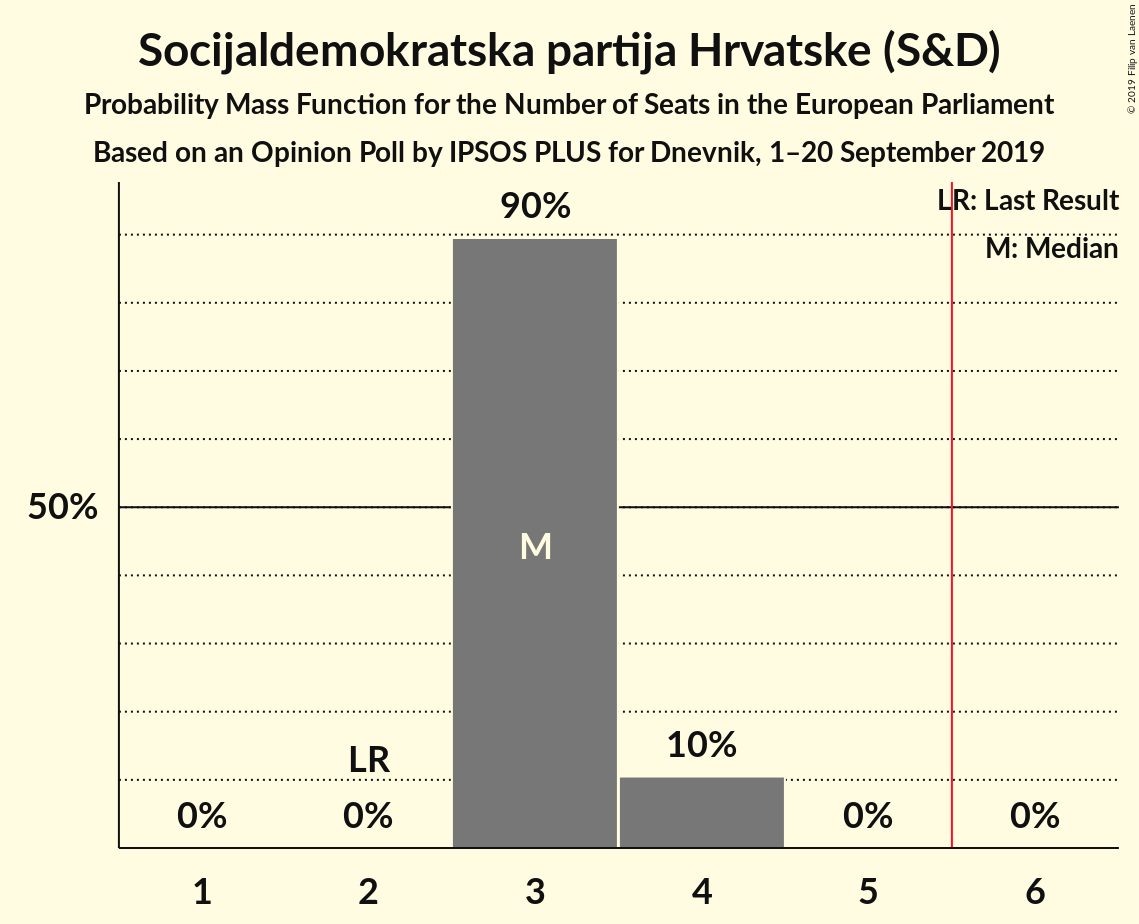 Socijaldemokratska partija Hrvatske (S&D)
Probability Mass Function for the Number of Seats in the European Parliament
Based on an Opinion Poll by IPSOS PLUS for Dnevnik, 1–20 September 2019
© 2019 Filip van Laenen
LR: Last Result
M: Median
90%
50%
M
LR
10%
0%
0%
0%
0%
1
2
3
4
5
6